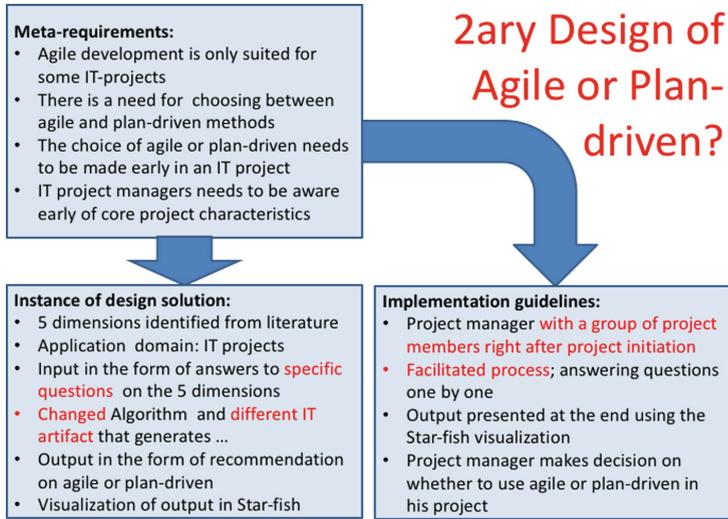 2ary Design of
Agile or Plan-
driven?
Meta-requirements:
• Agile development is only suited for
some IT-projects
• There is a need for choosing between
agile and plan-driven methods
• The choice of agile or plan-driven needs
to be made early in an IT project
• IT project managers needs to be aware
early of core project characteristics
Instance of design solution:
• 5 dimensions identified from literature
• Application domain: IT projects
• Input in the form of answers to specific
questions on the 5 dimensions
• Changed Algorithm and different IT
artifact that generates ...
• Output in the form of recommendation
on agile or plan-driven
• Visualization of output in Star-fish
Implementation guidelines:
• Project manager with a group of project
members right after project initiation
• Facilitated process; answering questions
one by one
• Output presented at the end using the
Star-fish visualization
• Project manager makes decision on
whether to use agile or plan-driven in
his project